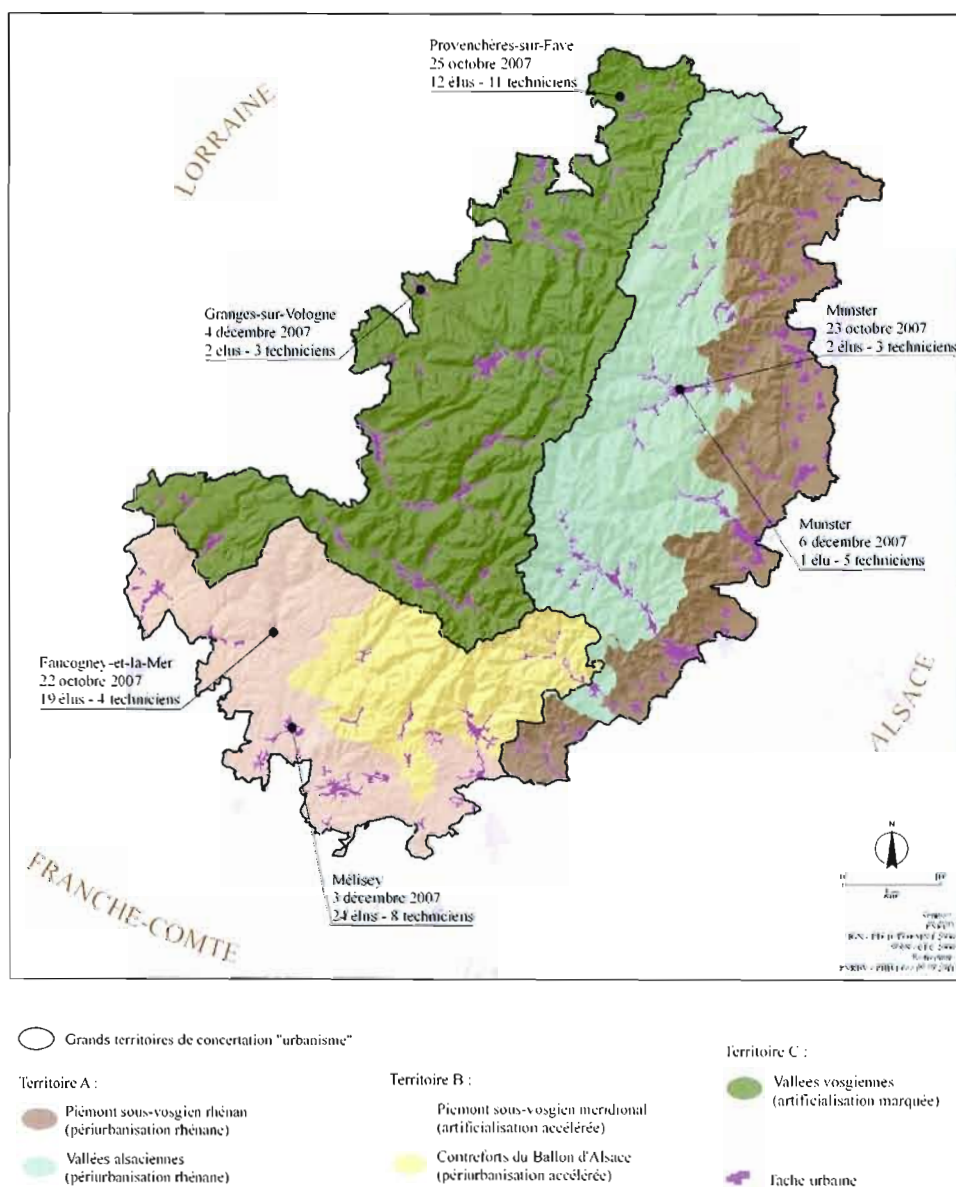 Provenchères-sur-Fave
25 octobre 2007
12 élus - 11 techniciens
LORRAINE
Granges-sur-Vologne
4 décembre 2007
2 élus - 3 techniciens
Munster
23 octobre 2007
2 élus - 3 techniciens
Munster
6 décembre 2007
1 élu - 5 techniciens
Faucogney-et-la-Mer
22 octobre 2007
19 élus - 4 techniciens
ALSACE
Mélisey
3 décembre 2007
24 élus - 8 techniciens
FRANCHE-COMTE
N
Grands territoires de concertation "urbanisme"
Territoire A :
Piémont sous-vosgien rhénan
(périurbanisation rhénane)
Vallées alsaciennes
(périurbanisation rhénane)
Territoire B :
Piemont sous-vosgien meridional
(artificialisation accélérée)
Contreforts du Ballon d'Alsace
(périurbanisation accélérée)
Territoire C :
Vallees vosgiennes
(artificialisation marquée)
Tache urbaine